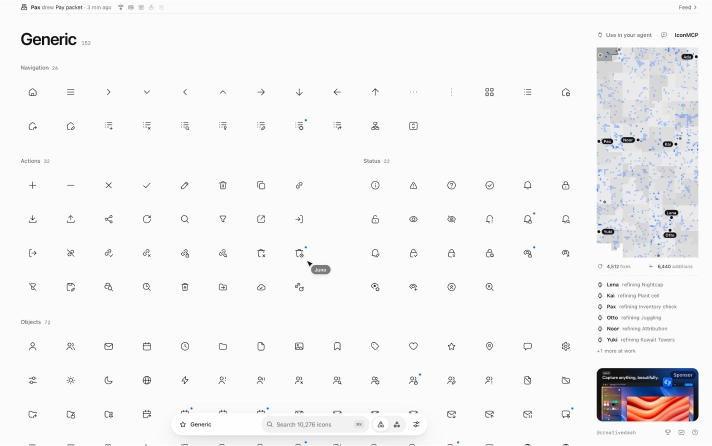 Pax drew Pay packet · 3 min ago
Feed
Generic 152
Use in your agent
IconMCP
Navigation 26
Actions 32
Status 22
Juno
Objects 72
Pax
Noor
Kai
Lena
Yuki
Otto
4,512 fixes
6,440 additions
Lena refining Nightcap
Kai refining Plant cell
Pax refining Inventory check
Otto refining Juggling
Noor refining Attribution
Yuki refining Kuwait Towers
+1 more at work
Sponsor
Capture anything, beautifully.
@creativedash
Generic
Search 10,276 icons
⌘K